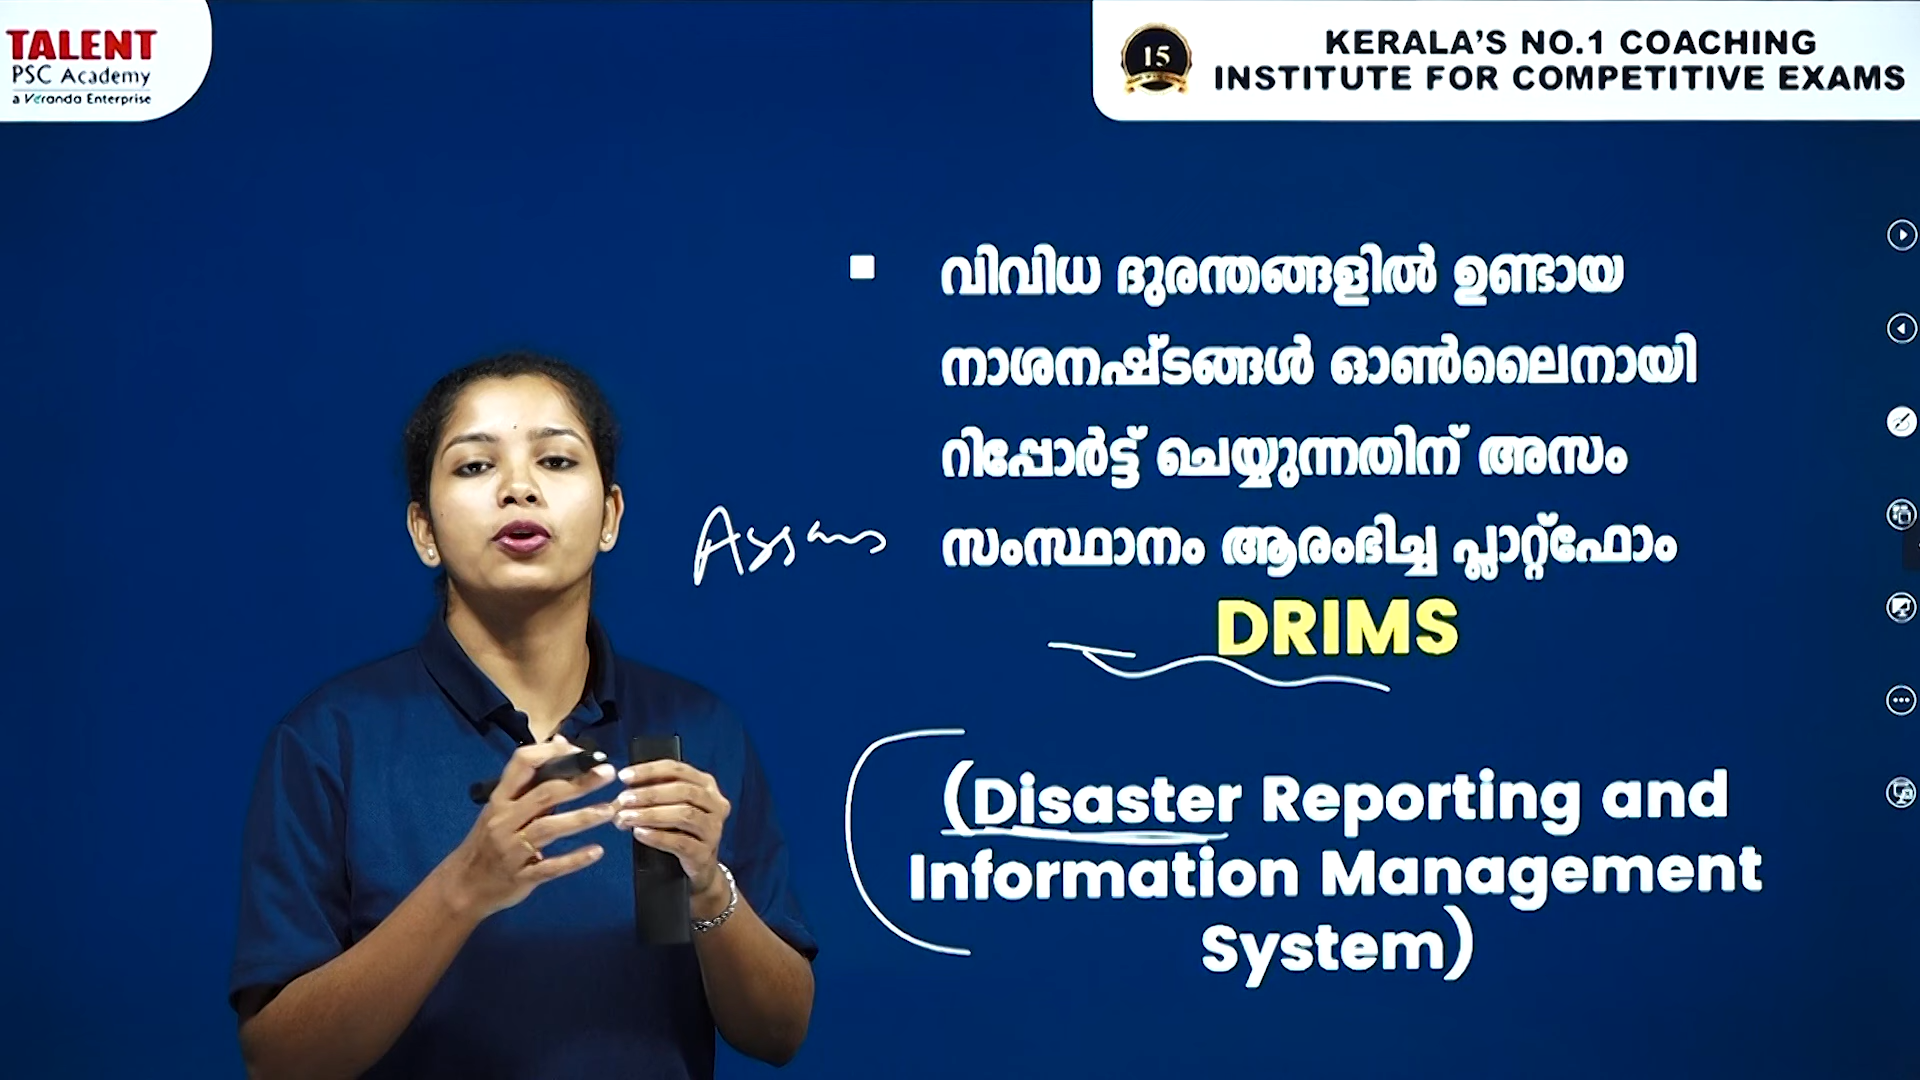 TALENT
PSC Academy
a Veranda Enterprise
15
KERALA'S NO.1 COACHING
INSTITUTE FOR COMPETITIVE EXAMS
വിവിധ ദുരന്തങ്ങളിൽ ഉണ്ടായ
നാശനഷ്ടങ്ങൾ ഓൺലൈനായി
റിപ്പോർട്ട് ചെയ്യുന്നതിന് അസം
Assam
സംസ്ഥാനം ആരംഭിച്ച പ്ലാറ്റ്ഫോം
DRIMS
(Disaster Reporting and
Information Management
System)